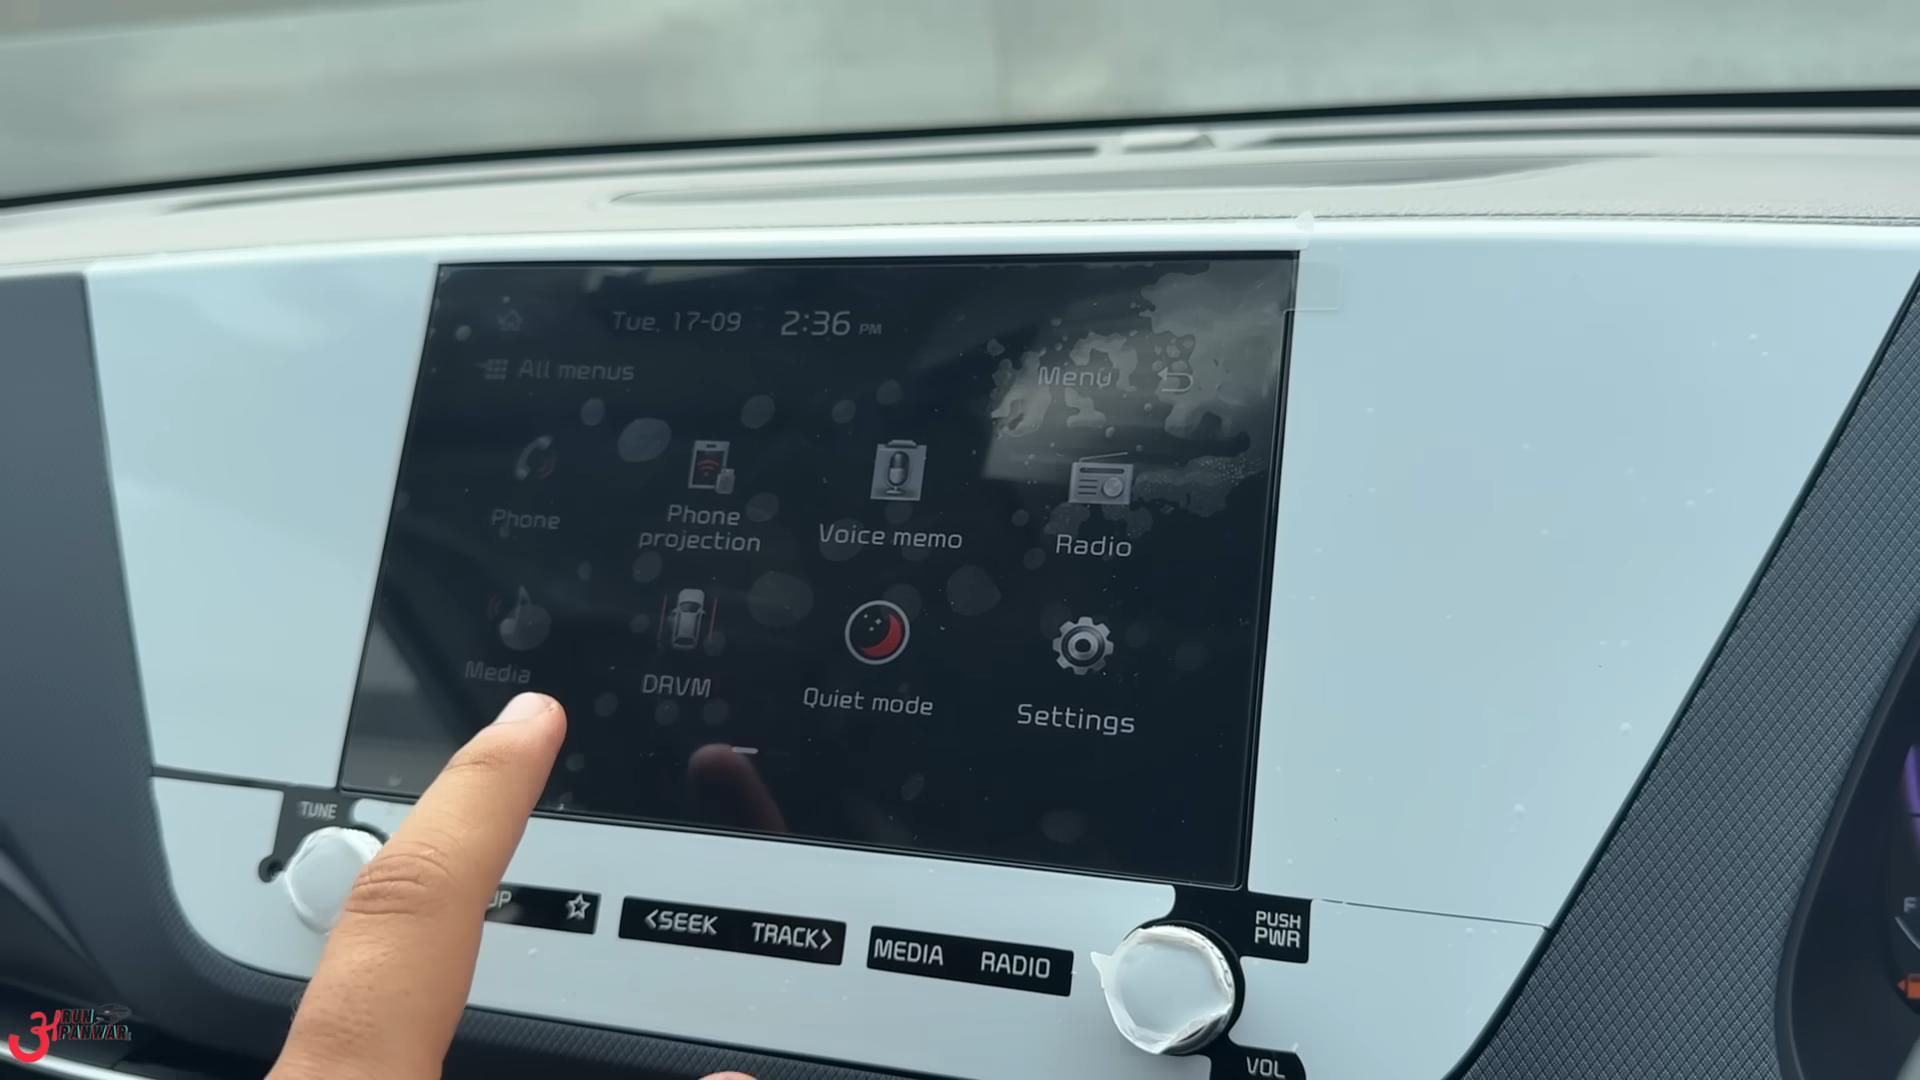 Tue, 17-09 2:36 PM
All menus
Menu
Phone
Phone projection
Voice memo
Radio
Media
DRVM
Quiet mode
Settings
TUNE
UP
<SEEK TRACK>
MEDIA RADIO
PUSH
PWR
VOL
F
RUN
PANWAR